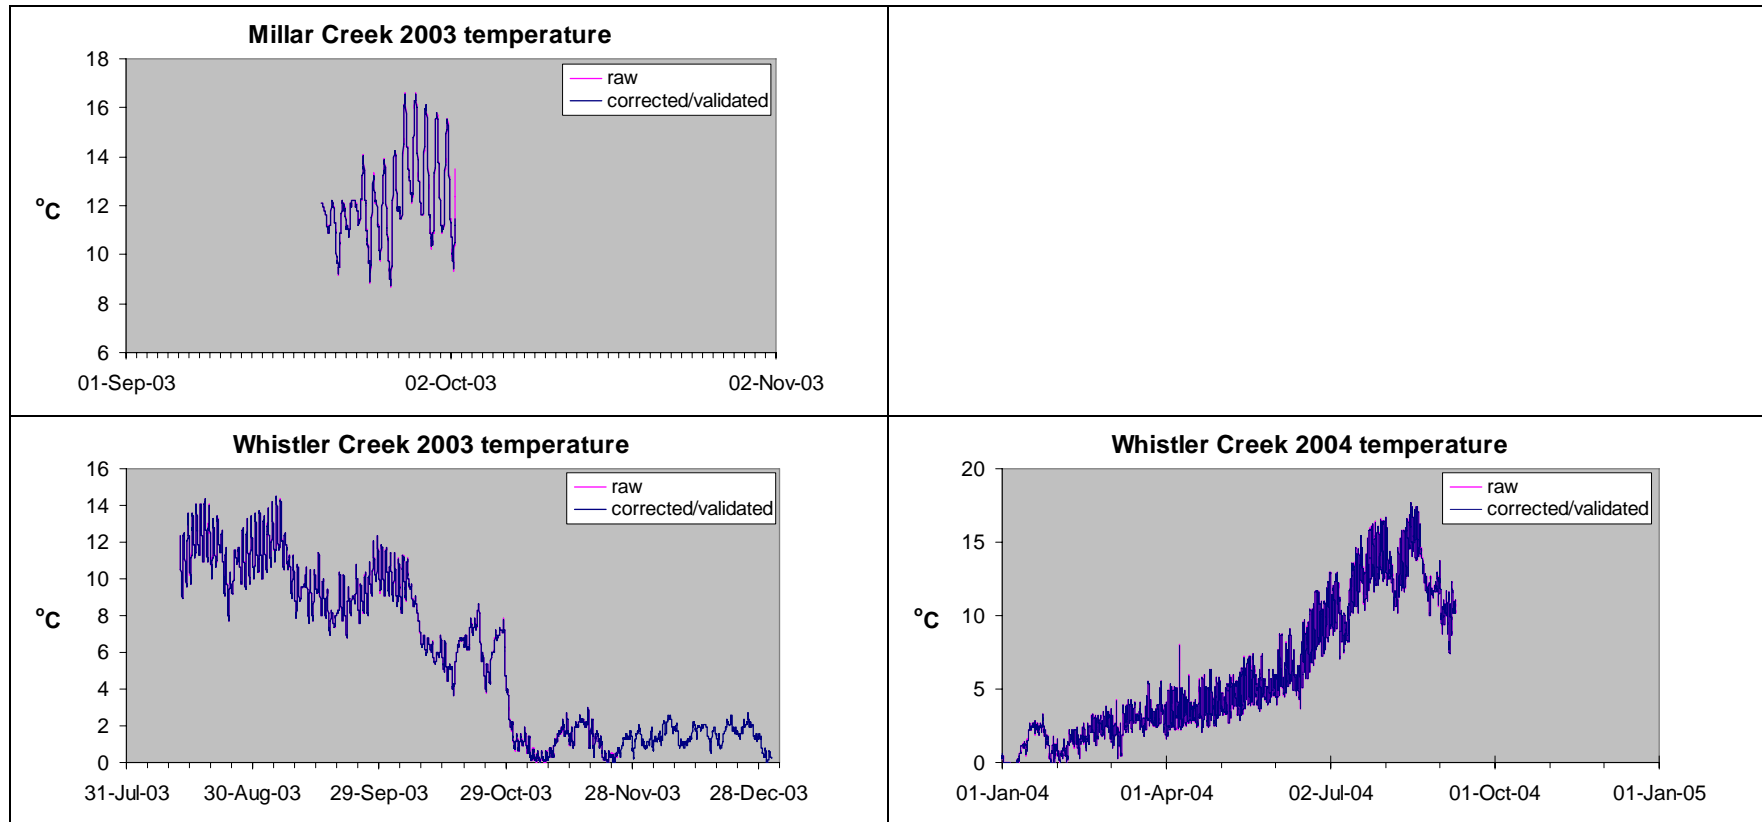 Millar Creek 2003 temperature
18
16
14
12
10
8
6
°C
raw
corrected/validated
01-Sep-03 02-Oct-03 02-Nov-03
Whistler Creek 2003 temperature
16
14
12
10
8
6
4
2
0
°C
raw
corrected/validated
31-Jul-03 30-Aug-03 29-Sep-03 29-Oct-03 28-Nov-03 28-Dec-03
Whistler Creek 2004 temperature
20
15
10
5
0
°C
raw
corrected/validated
01-Jan-04 01-Apr-04 02-Jul-04 01-Oct-04 01-Jan-05